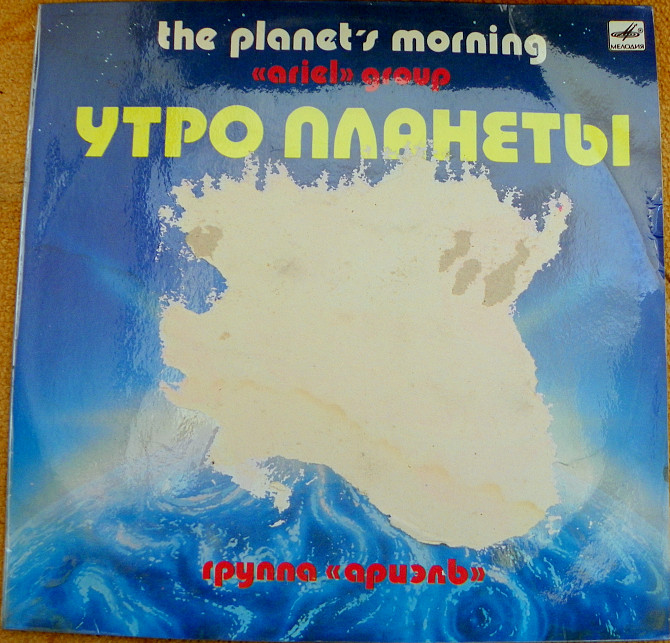 the planet's morning
МЕЛОДИЯ
«ariel» group
УТРО ПЛАНЕТЫ
группа «ариэль»